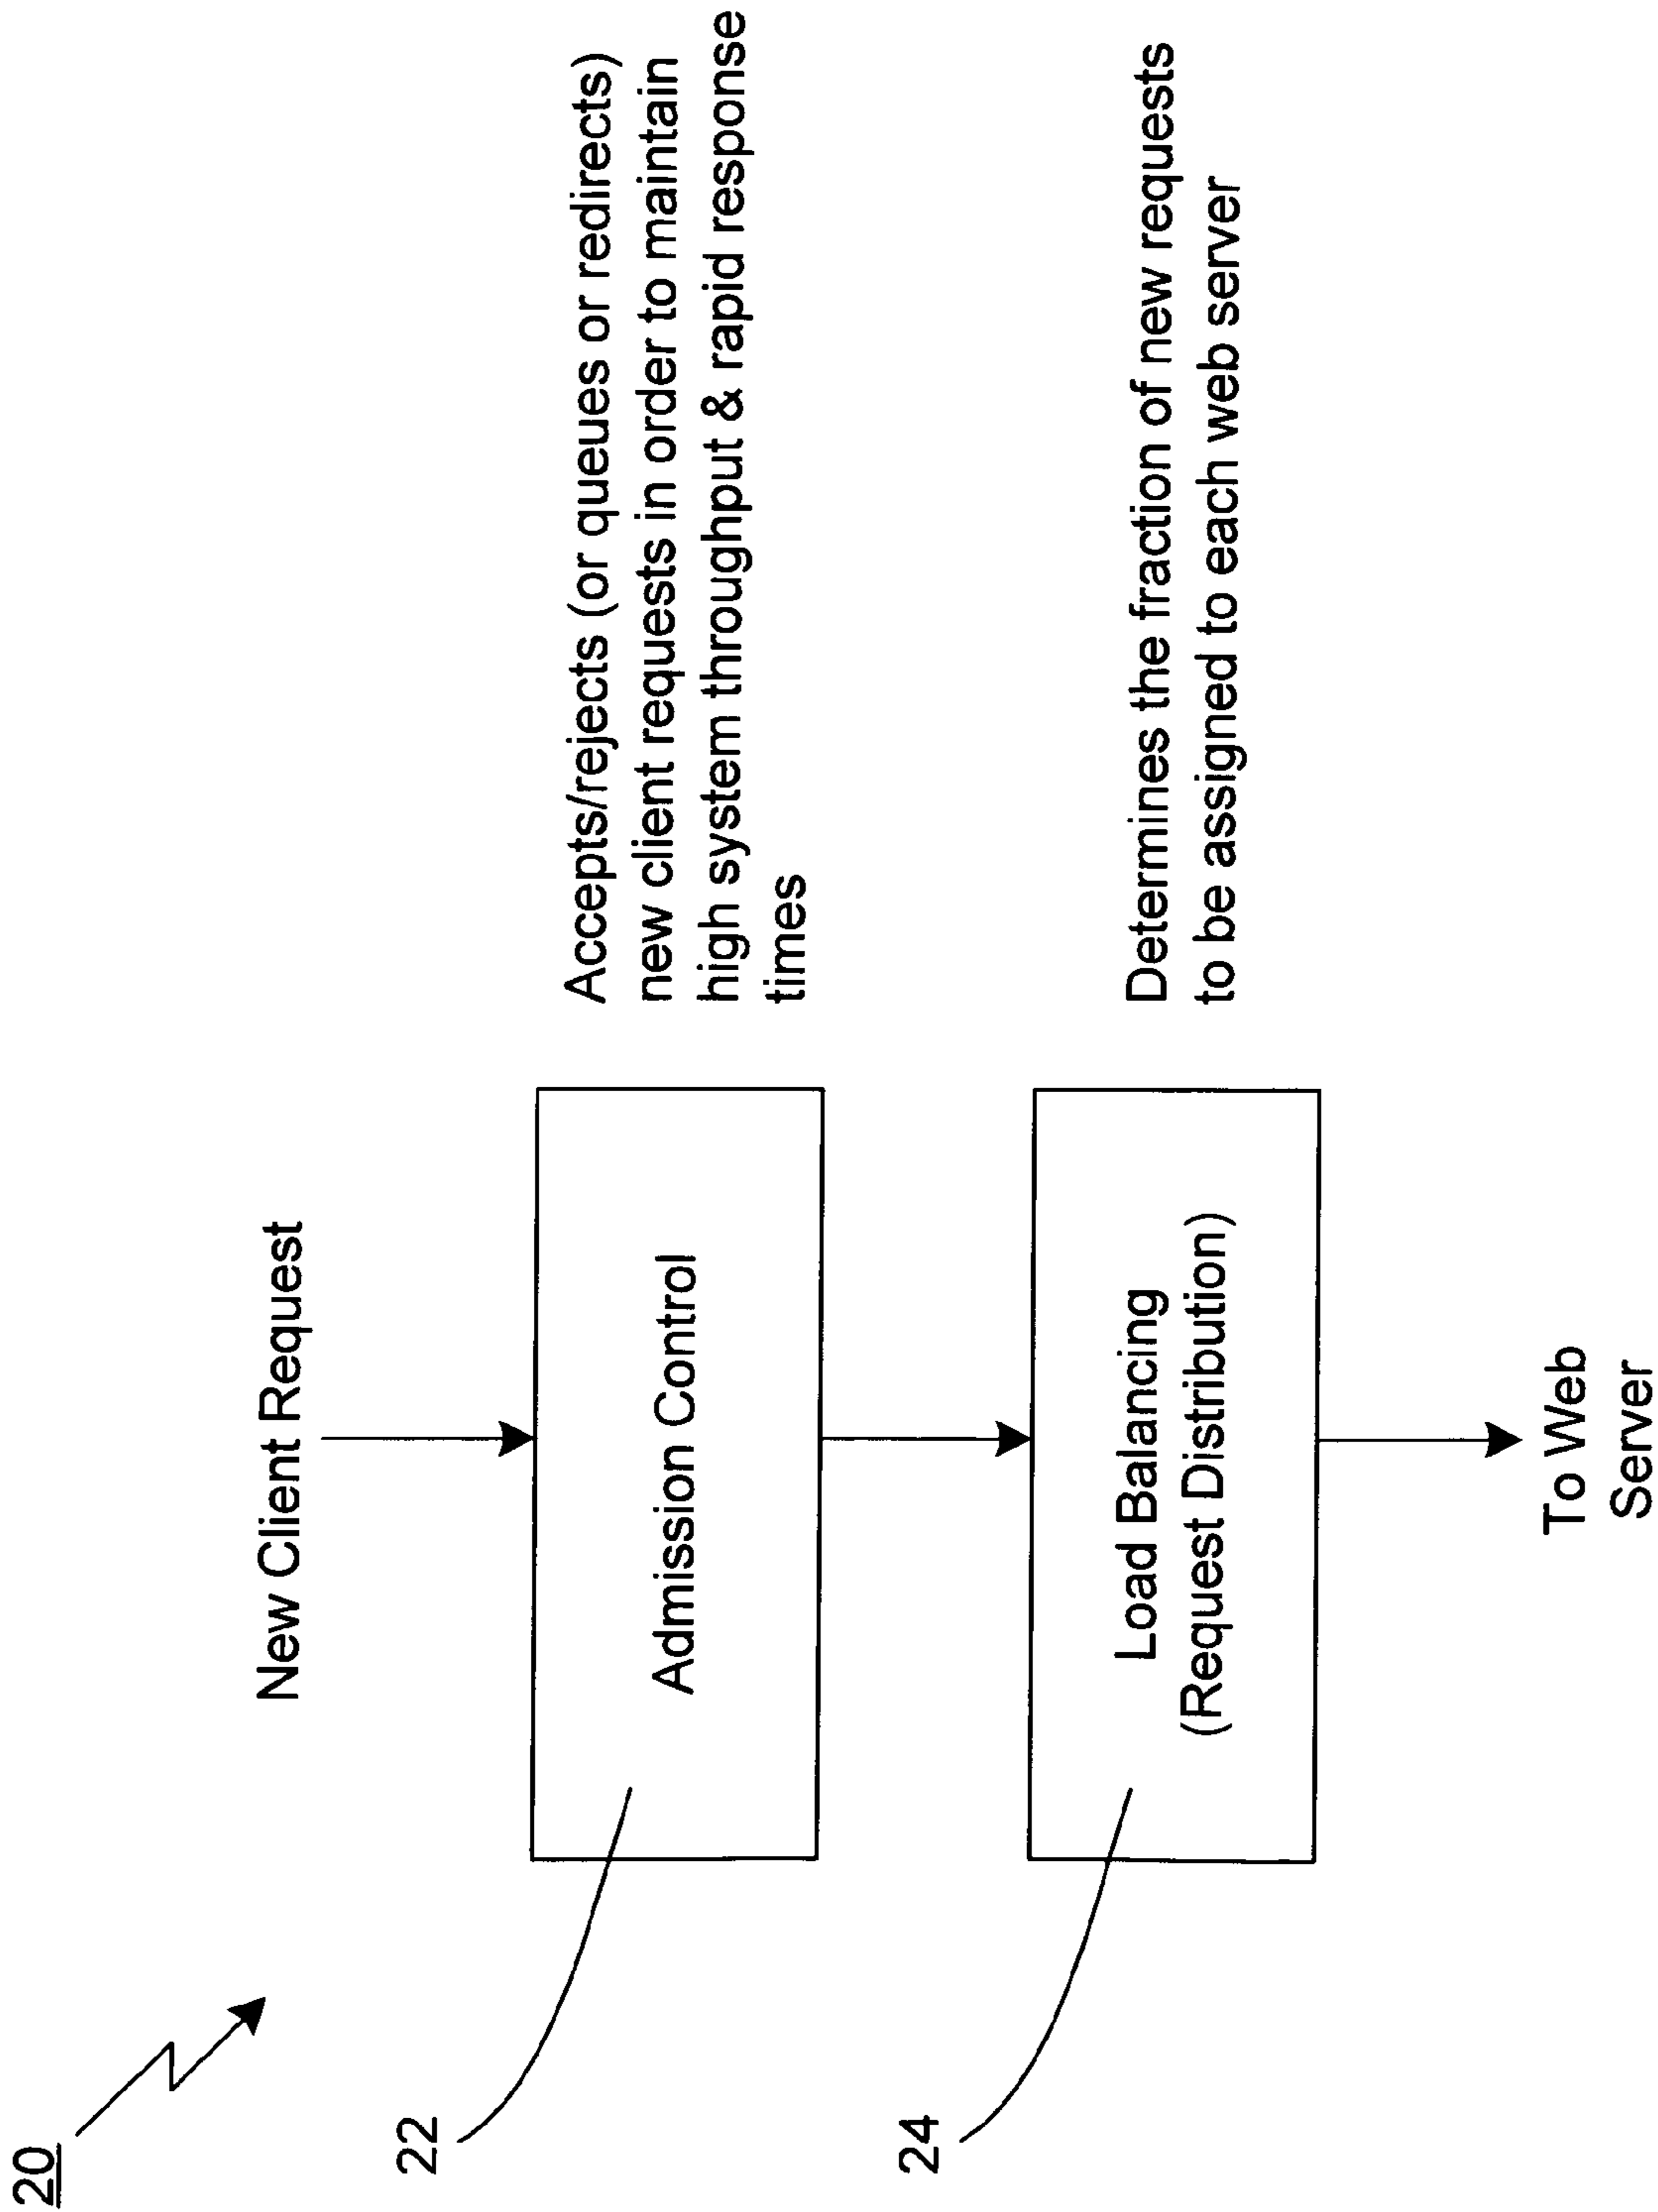 20
New Client Request
22
Admission Control
Accepts/rejects (or queues or redirects)
new client requests in order to maintain
high system throughput & rapid response
times
24
Load Balancing
(Request Distribution)
Determines the fraction of new requests
to be assigned to each web server
To Web
Server